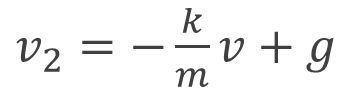 v₂ = −k/m v + g